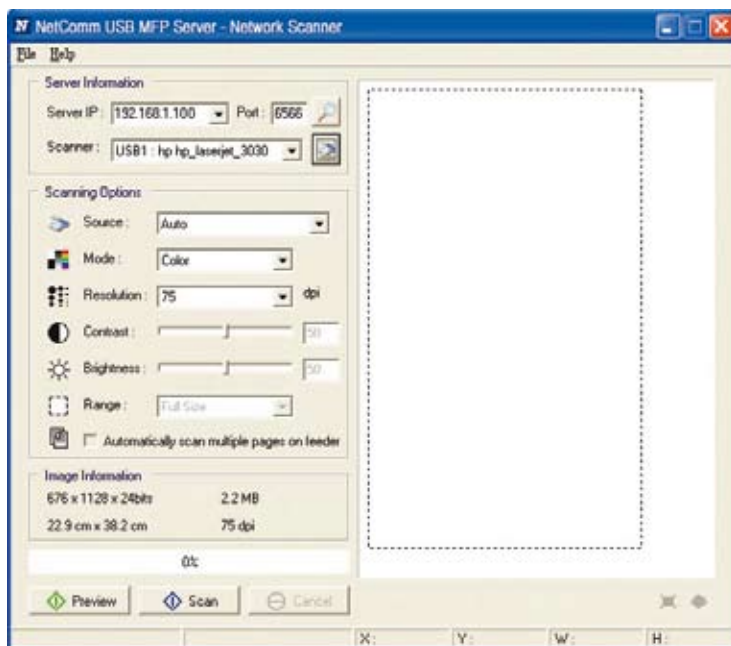 NetComm USB MFP Server - Network Scanner
File Help
Server Information
Server IP : 192.168.1.100 Port : 6566
Scanner : USB1 : hp hp_laserjet_3030
Scanning Options
Source : Auto
Mode : Color
Resolution : 75 dpi
Contrast : 50
Brightness : 50
Range : Full Size
Automatically scan multiple pages on feeder
Image Information
676 x 1128 x 24bits 2.2 MB
22.9 cm x 38.2 cm 75 dpi
0%
Preview Scan Cancel
X : Y : W : H :